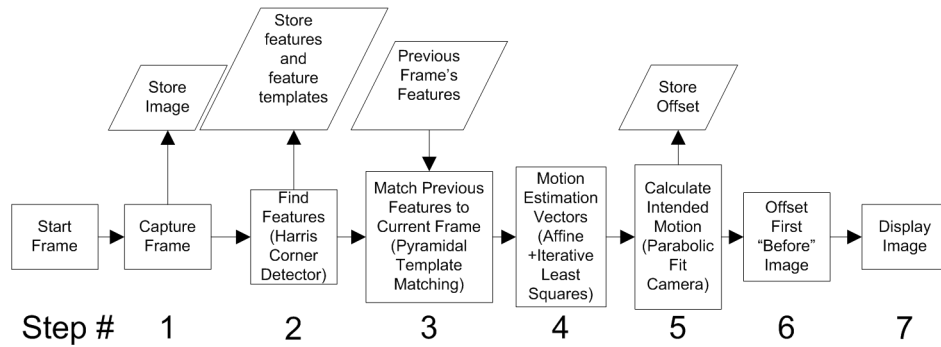 Store
Image
Store
features
and
feature
templates
Previous
Frame's
Features
Store
Offset
Start
Frame
Capture
Frame
Find
Features
(Harris
Corner
Detector)
Match Previous
Features to
Current Frame
(Pyramidal
Template
Matching)
Motion
Estimation
Vectors
(Affine
+Iterative
Least
Squares)
Calculate
Intended
Motion
(Parabolic
Fit
Camera)
Offset
First
“Before”
Image
Display
Image
Step # 1 2 3 4 5 6 7